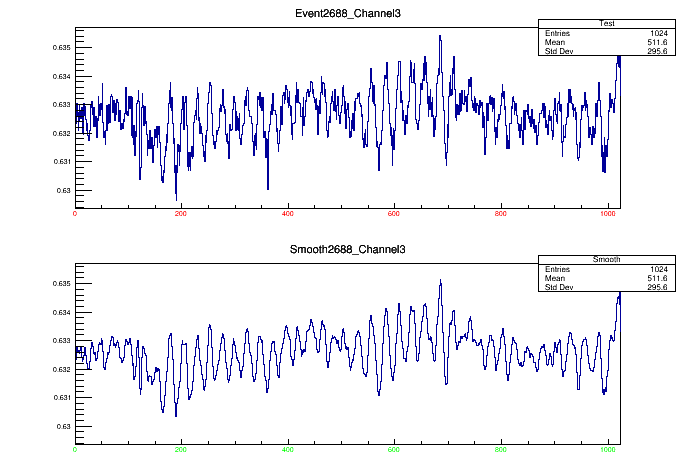 Event2688_Channel3
Test
Entries 1024
Mean 511.6
Std Dev 295.6
0.635
0.634
0.633
0.632
0.631
0.63
0 200 400 600 800 1000
Smooth2688_Channel3
Smooth
Entries 1024
Mean 511.6
Std Dev 295.6
0.635
0.634
0.633
0.632
0.631
0.63
0 200 400 600 800 1000